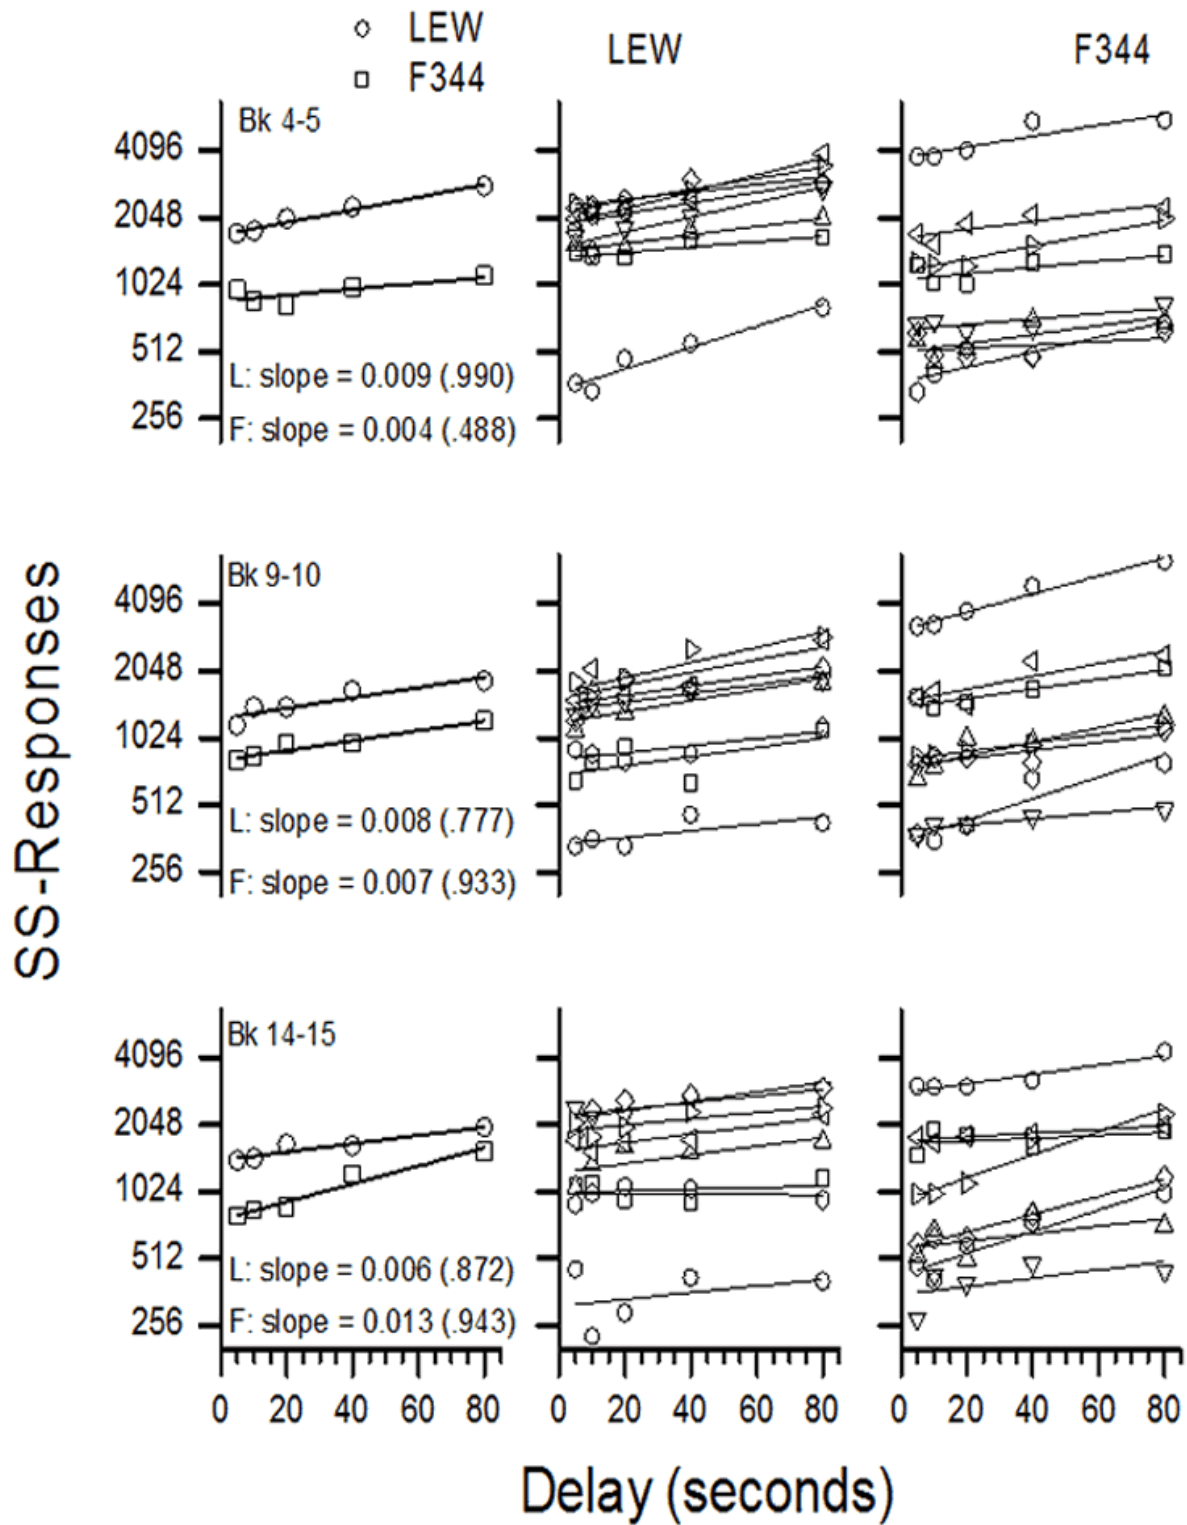 LEW
F344
LEW
F344
SS-Responses
Bk 4-5
4096
2048
1024
512
256
L: slope = 0.009 (.990)
F: slope = 0.004 (.488)
Bk 9-10
4096
2048
1024
512
256
L: slope = 0.008 (.777)
F: slope = 0.007 (.933)
Bk 14-15
4096
2048
1024
512
256
L: slope = 0.006 (.872)
F: slope = 0.013 (.943)
0 20 40 60 80
0 20 40 60 80
0 20 40 60 80
Delay (seconds)